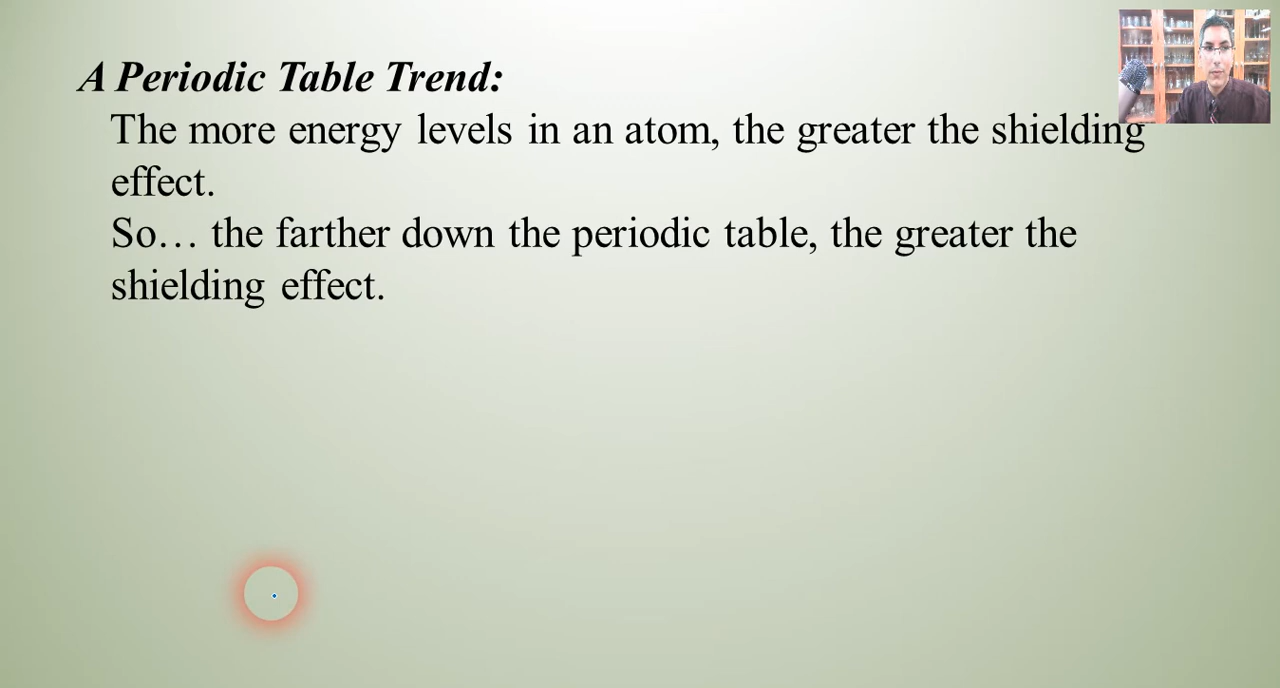 A Periodic Table Trend:
The more energy levels in an atom, the greater the shielding
effect.
So… the farther down the periodic table, the greater the
shielding effect.